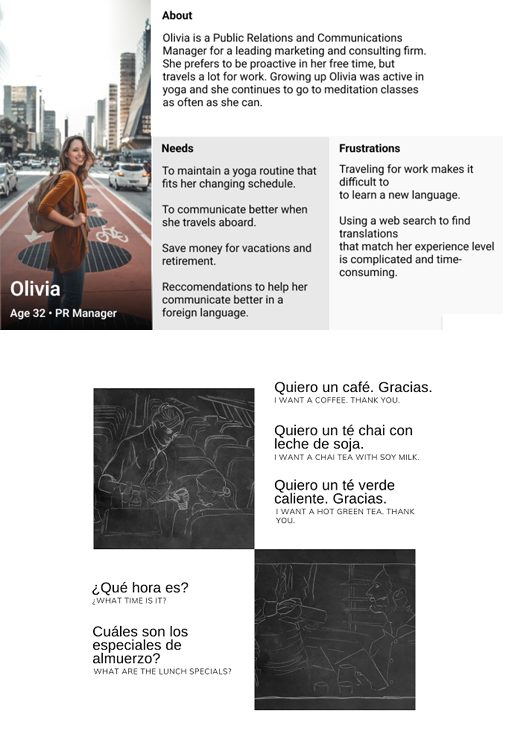 About
Olivia is a Public Relations and Communications
Manager for a leading marketing and consulting firm.
She prefers to be proactive in her free time, but
travels a lot for work. Growing up Olivia was active in
yoga and she continues to go to meditation classes
as often as she can.
Olivia
Age 32 • PR Manager
Needs
To maintain a yoga routine that
fits her changing schedule.
To communicate better when
she travels aboard.
Save money for vacations and
retirement.
Reccomendations to help her
communicate better in a
foreign language.
Frustrations
Traveling for work makes it
difficult to
to learn a new language.
Using a web search to find
translations
that match her experience level
is complicated and time-
consuming.
Quiero un café. Gracias.
I WANT A COFFEE. THANK YOU.
Quiero un té chai con
leche de soja.
I WANT A CHAI TEA WITH SOY MILK.
Quiero un té verde
caliente. Gracias.
I WANT A HOT GREEN TEA. THANK
YOU.
¿Qué hora es?
¿WHAT TIME IS IT?
Cuáles son los
especiales de
almuerzo?
WHAT ARE THE LUNCH SPECIALS?